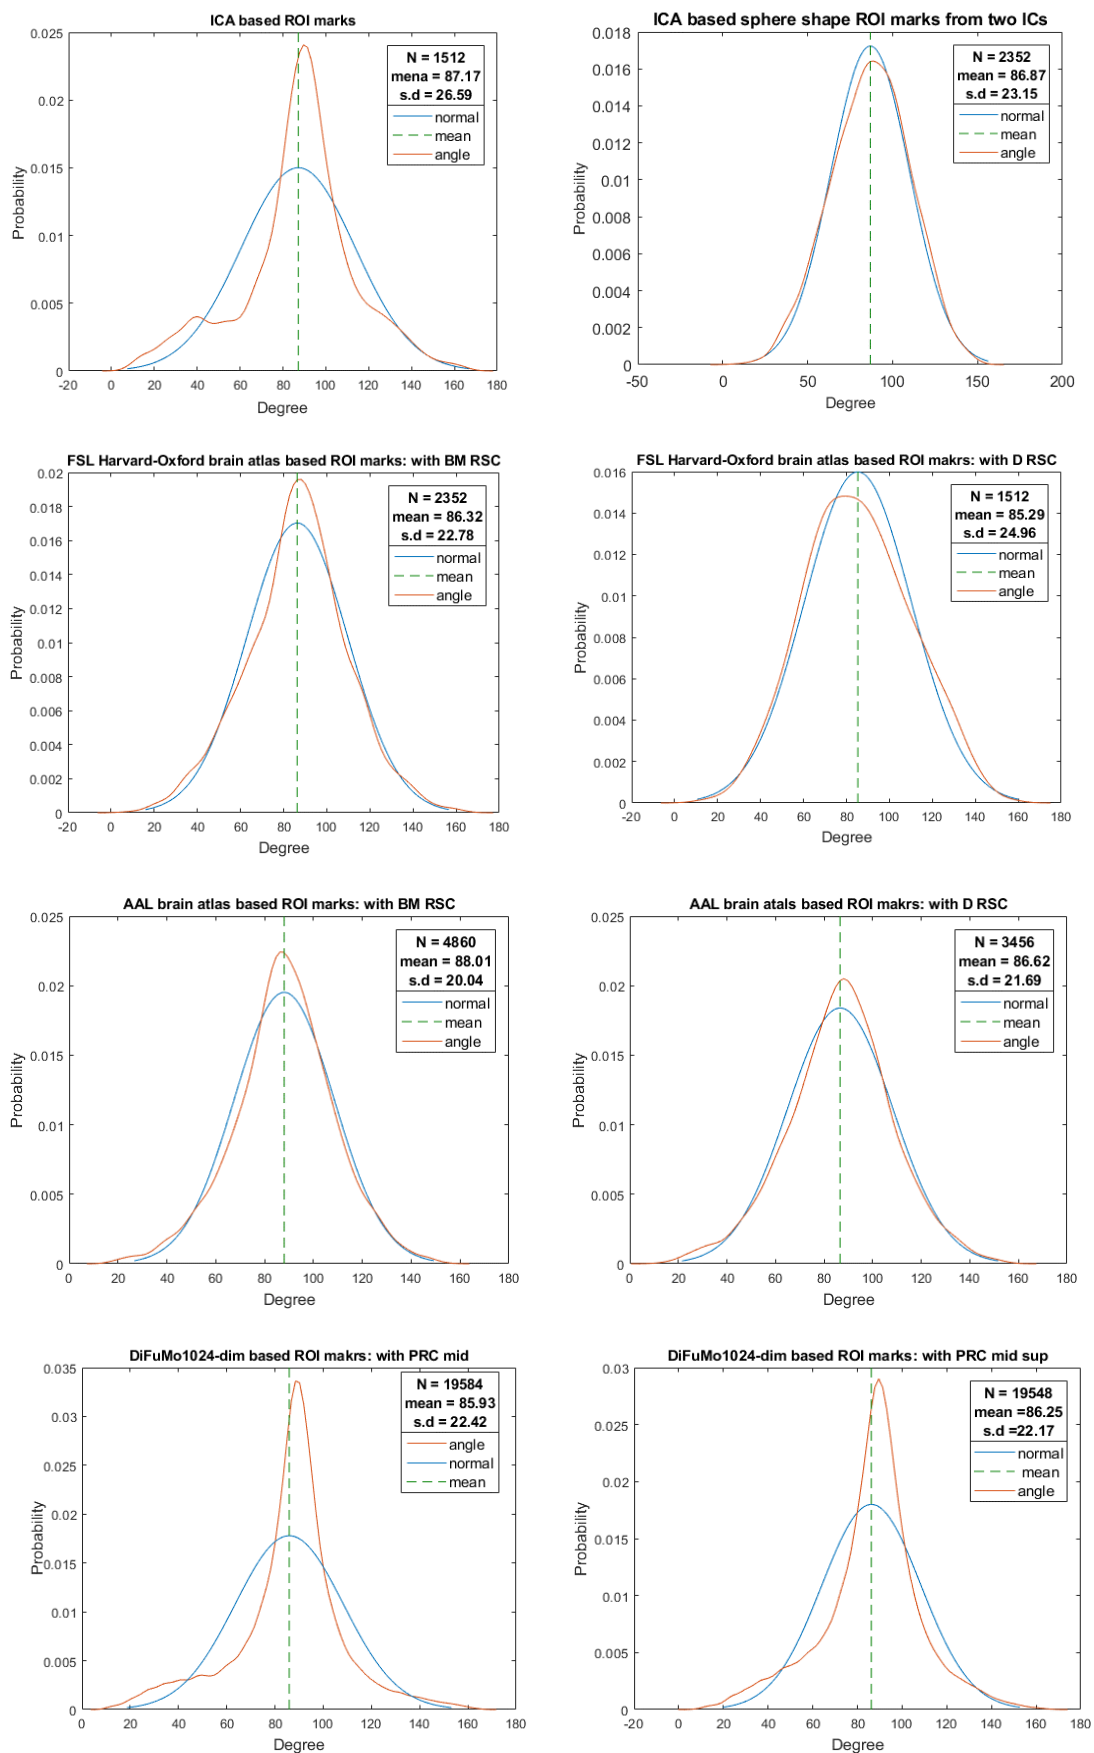 ICA based ROI marks
0.025
0.02
0.015
0.01
0.005
0
-20 0 20 40 60 80 100 120 140 160 180
Probability
Degree
N = 1512
mena = 87.17
s.d = 26.59
normal
mean
angle
ICA based sphere shape ROI marks from two ICs
0.018
0.016
0.014
0.012
0.01
0.008
0.006
0.004
0.002
0
-50 0 50 100 150 200
Probability
Degree
N = 2352
mean = 86.87
s.d = 23.15
normal
mean
angle
FSL Harvard-Oxford brain atlas based ROI marks: with BM RSC
0.02
0.018
0.016
0.014
0.012
0.01
0.008
0.006
0.004
0.002
0
-20 0 20 40 60 80 100 120 140 160 180
Probability
Degree
N = 2352
mean = 86.32
s.d = 22.78
normal
mean
angle
FSL Harvard-Oxford brain atlas based ROI makrs: with D RSC
0.016
0.014
0.012
0.01
0.008
0.006
0.004
0.002
0
-20 0 20 40 60 80 100 120 140 160 180
Probability
Degree
N = 1512
mean = 85.29
s.d = 24.96
normal
mean
angle
AAL brain atlas based ROI marks: with BM RSC
0.025
0.02
0.015
0.01
0.005
0
0 20 40 60 80 100 120 140 160 180
Probability
Degree
N = 4860
mean = 88.01
s.d = 20.04
normal
mean
angle
AAL brain atals based ROI makrs: with D RSC
0.025
0.02
0.015
0.01
0.005
0
0 20 40 60 80 100 120 140 160 180
Probability
Degree
N = 3456
mean = 86.62
s.d = 21.69
normal
mean
angle
DiFuMo1024-dim based ROI makrs: with PRC mid
0.035
0.03
0.025
0.02
0.015
0.01
0.005
0
0 20 40 60 80 100 120 140 160 180
Probability
Degree
N = 19584
mean = 85.93
s.d = 22.42
angle
normal
mean
DiFuMo1024-dim based ROI marks: with PRC mid sup
0.03
0.025
0.02
0.015
0.01
0.005
0
-20 0 20 40 60 80 100 120 140 160 180
Probability
Degree
N = 19548
mean =86.25
s.d =22.17
normal
mean
angle